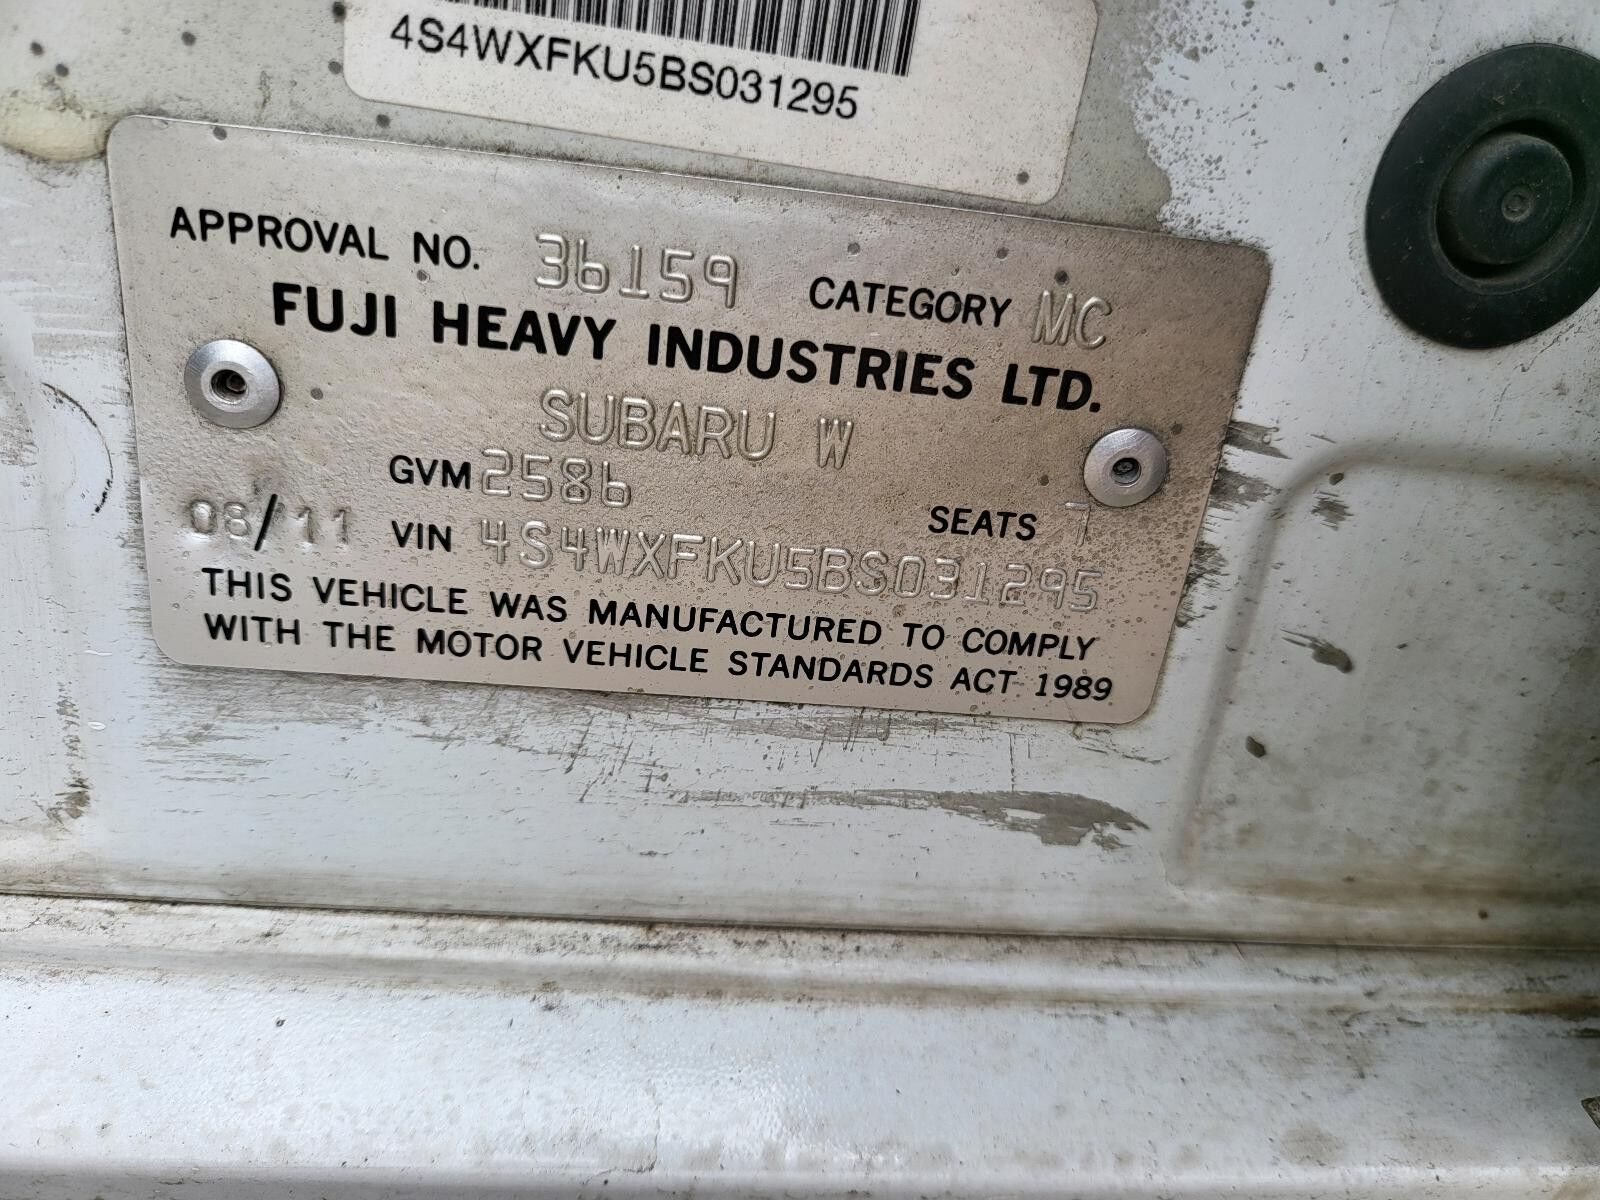 4S4WXFKU5BS031295
APPROVAL NO. 36159 CATEGORY MC
FUJI HEAVY INDUSTRIES LTD.
SUBARU W
GVM 2586 SEATS 7
08/11 VIN 4S4WXFKU5BS031295
THIS VEHICLE WAS MANUFACTURED TO COMPLY
WITH THE MOTOR VEHICLE STANDARDS ACT 1989